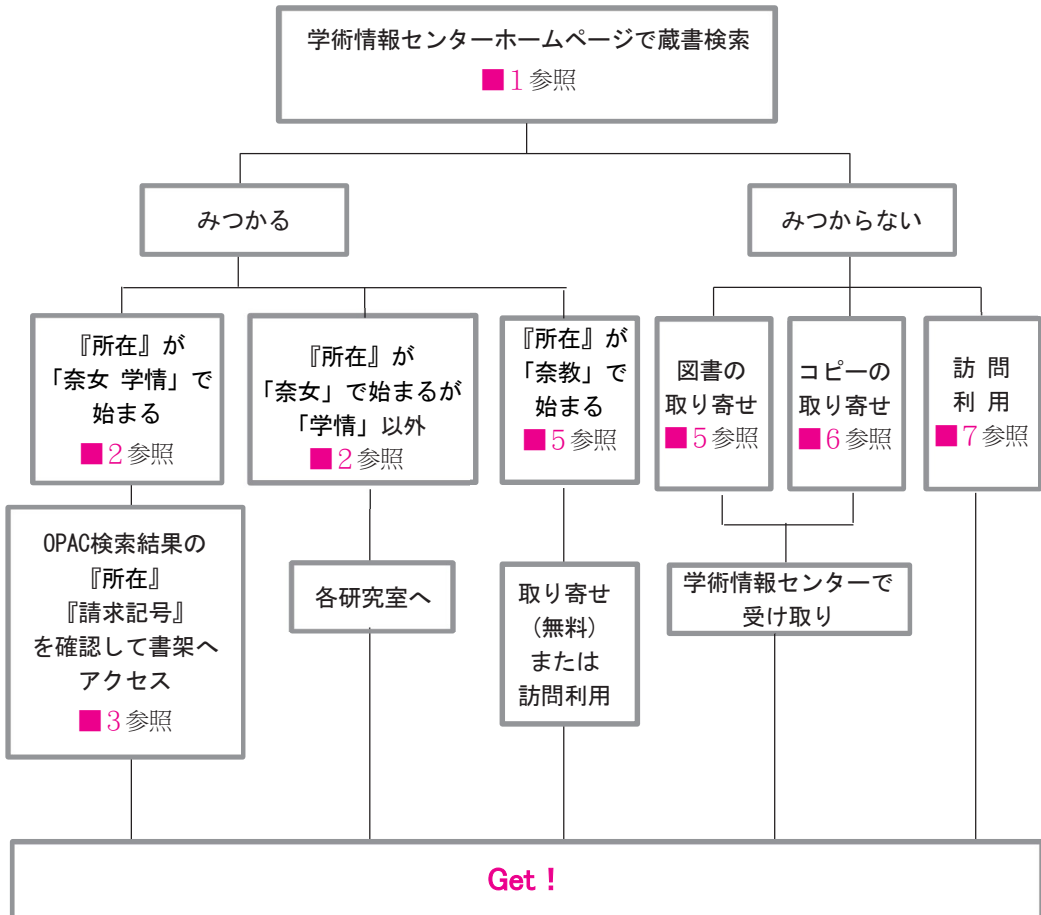 学術情報センターホームページで蔵書検索
■1参照
みつかる
みつからない
『所在』が
「奈女 学情」で
始まる
■2参照
『所在』が
「奈女」で始まるが
「学情」以外
■2参照
『所在』が
「奈教」で
始まる
■5参照
図書の
取り寄せ
■5参照
コピーの
取り寄せ
■6参照
訪 問
利 用
■7参照
OPAC検索結果の
『所在』
『請求記号』
を確認して書架へ
アクセス
■3参照
各研究室へ
取り寄せ
(無料)
または
訪問利用
学術情報センターで
受け取り
Get！